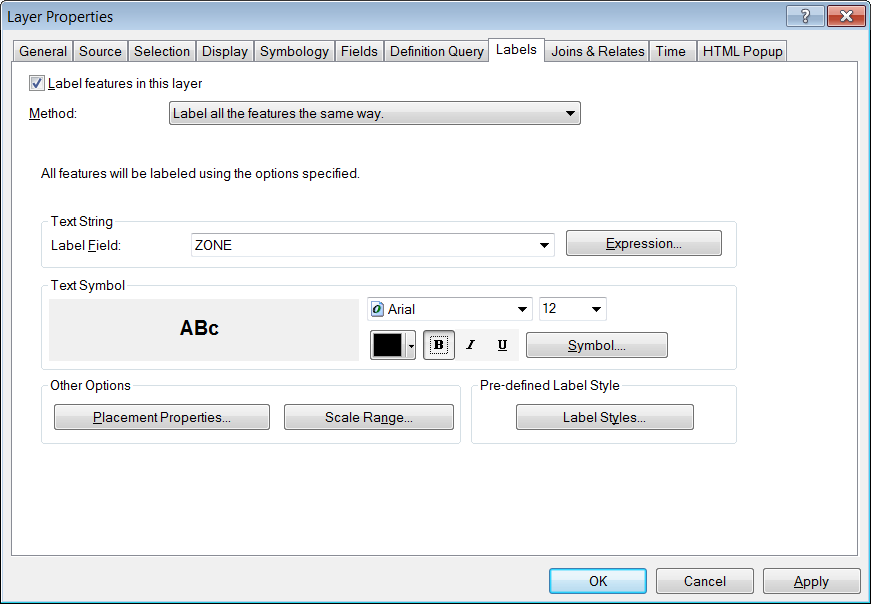 Layer Properties
General Source Selection Display Symbology Fields Definition Query Labels Joins & Relates Time HTML Popup
Label features in this layer
Method: Label all the features the same way.
All features will be labeled using the options specified.
Text String
Label Field: ZONE Expression...
Text Symbol
ABc
Arial 12
B I U Symbol....
Other Options
Placement Properties... Scale Range...
Pre-defined Label Style
Label Styles...
OK Cancel Apply